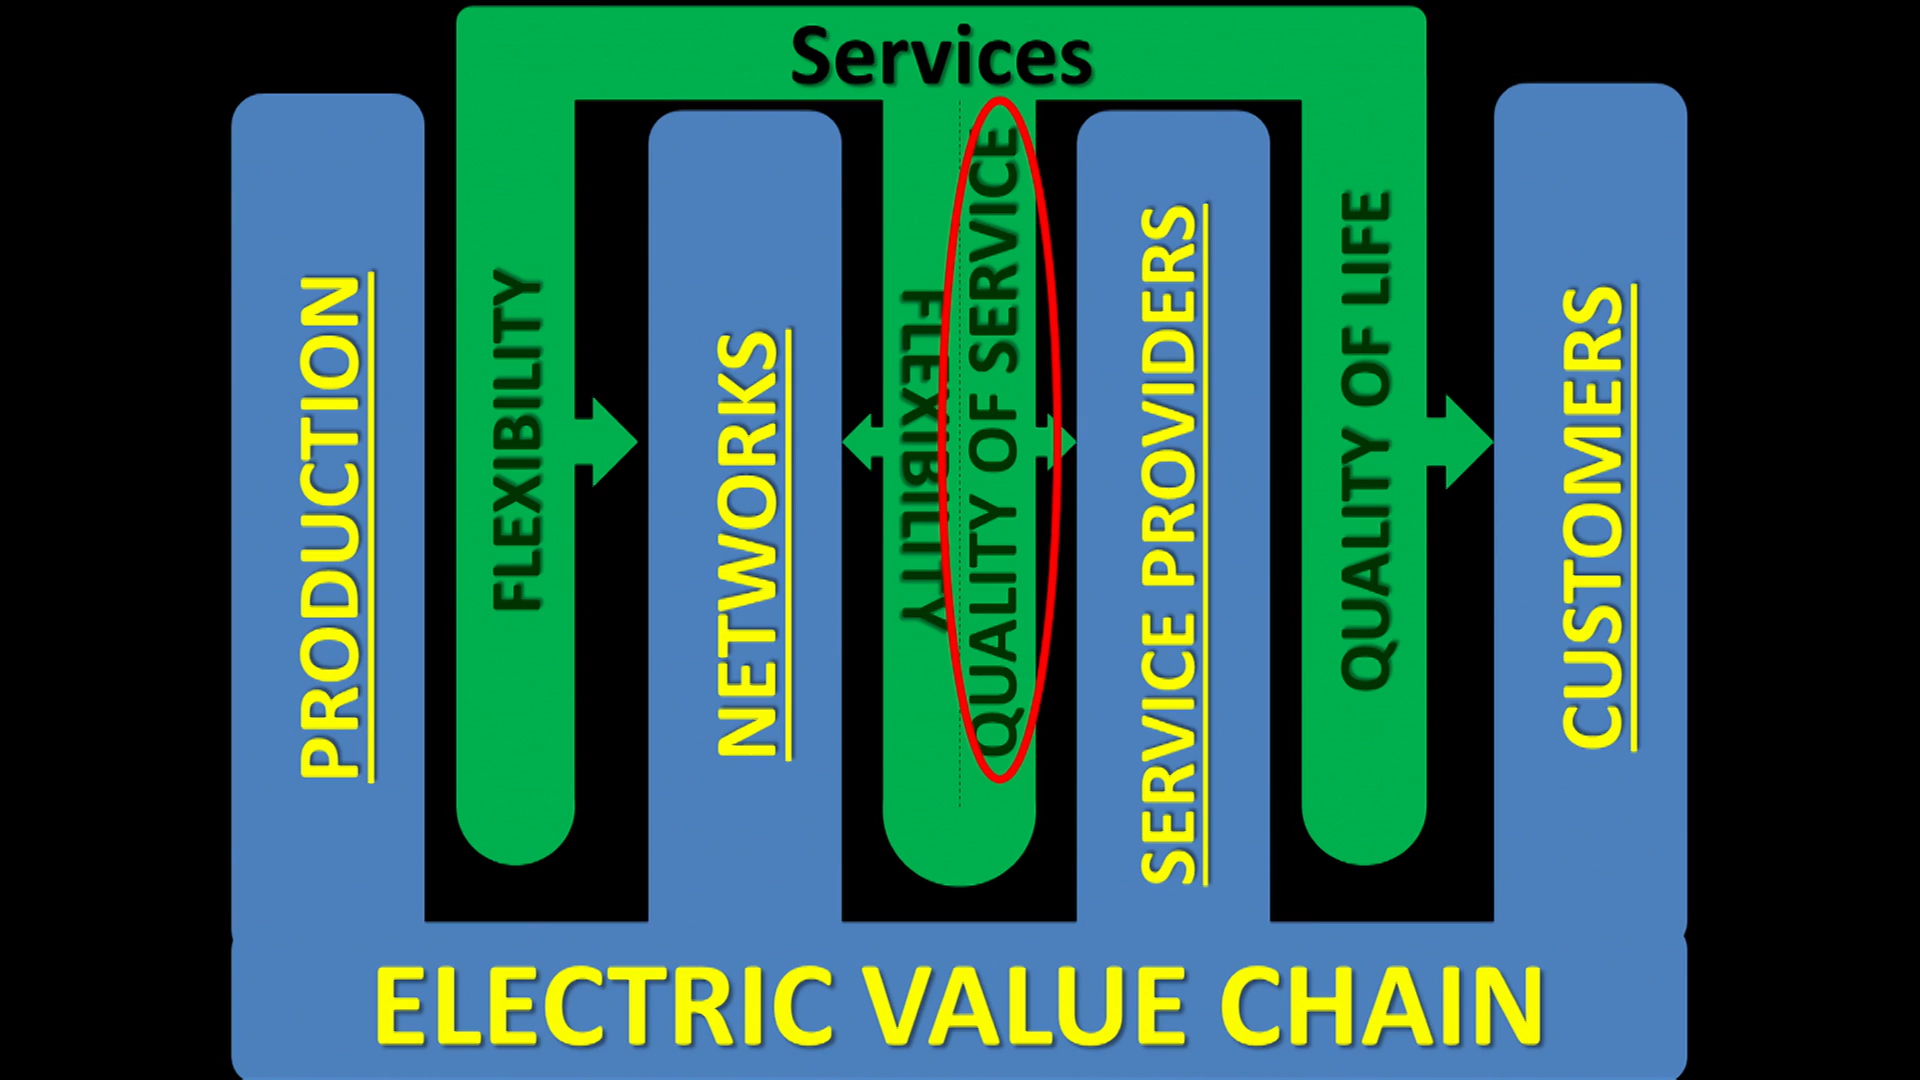 Services
PRODUCTION
FLEXIBILITY
NETWORKS
FLEXIBILITY
QUALITY OF SERVICE
SERVICE PROVIDERS
QUALITY OF LIFE
CUSTOMERS
ELECTRIC VALUE CHAIN